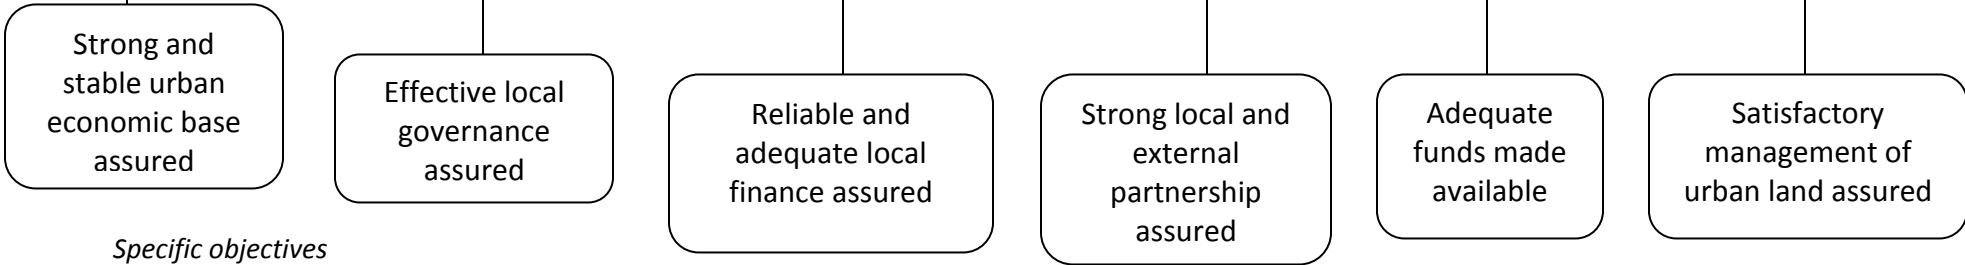 Strong and
stable urban
economic base
assured
Effective local
governance
assured
Reliable and
adequate local
finance assured
Strong local and
external
partnership
assured
Adequate
funds made
available
Satisfactory
management of
urban land assured
Specific objectives